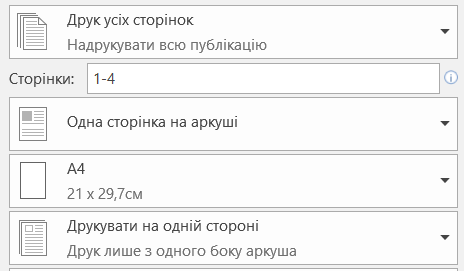 Друк усіх сторінок
Надрукувати всю публікацію
Сторінки: 1-4
Одна сторінка на аркуші
A4
21 x 29,7см
Друкувати на одній стороні
Друк лише з одного боку аркуша